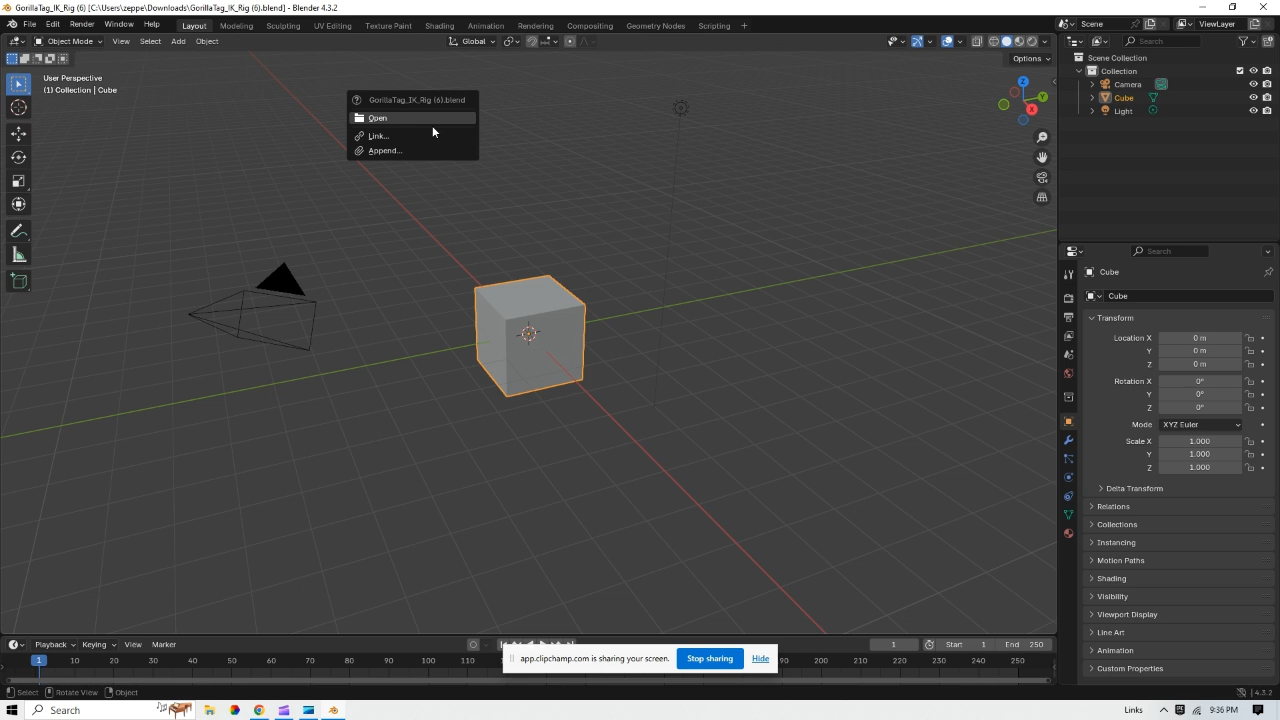 GorillaTag_IK_Rig (6) [C:\Users\zeppe\Downloads\GorillaTag_IK_Rig (6).blend] - Blender 4.3.2
File Edit Render Window Help
Layout Modeling Sculpting UV Editing Texture Paint Shading Animation Rendering Compositing Geometry Nodes Scripting +
Scene
ViewLayer
Object Mode View Select Add Object
Global
Search
Options
User Perspective
(1) Collection | Cube
Scene Collection
Collection
Camera
Cube
Light
GorillaTag_IK_Rig (6).blend
Open
Link...
Append...
Z
Y
X
Search
Cube
Cube
Transform
Location X 0 m
Y 0 m
Z 0 m
Rotation X 0°
Y 0°
Z 0°
Mode XYZ Euler
Scale X 1.000
Y 1.000
Z 1.000
Delta Transform
Relations
Collections
Instancing
Motion Paths
Shading
Visibility
Viewport Display
Line Art
Animation
Custom Properties
Playback Keying View Marker
1 Start 1 End 250
1 10 20 30 40 50 60 70 80 90 100 110 200 210 220 230 240 250
app.clipchamp.com is sharing your screen. Stop sharing Hide
Select Rotate View Object
4.3.2
Search
Links
9:36 PM